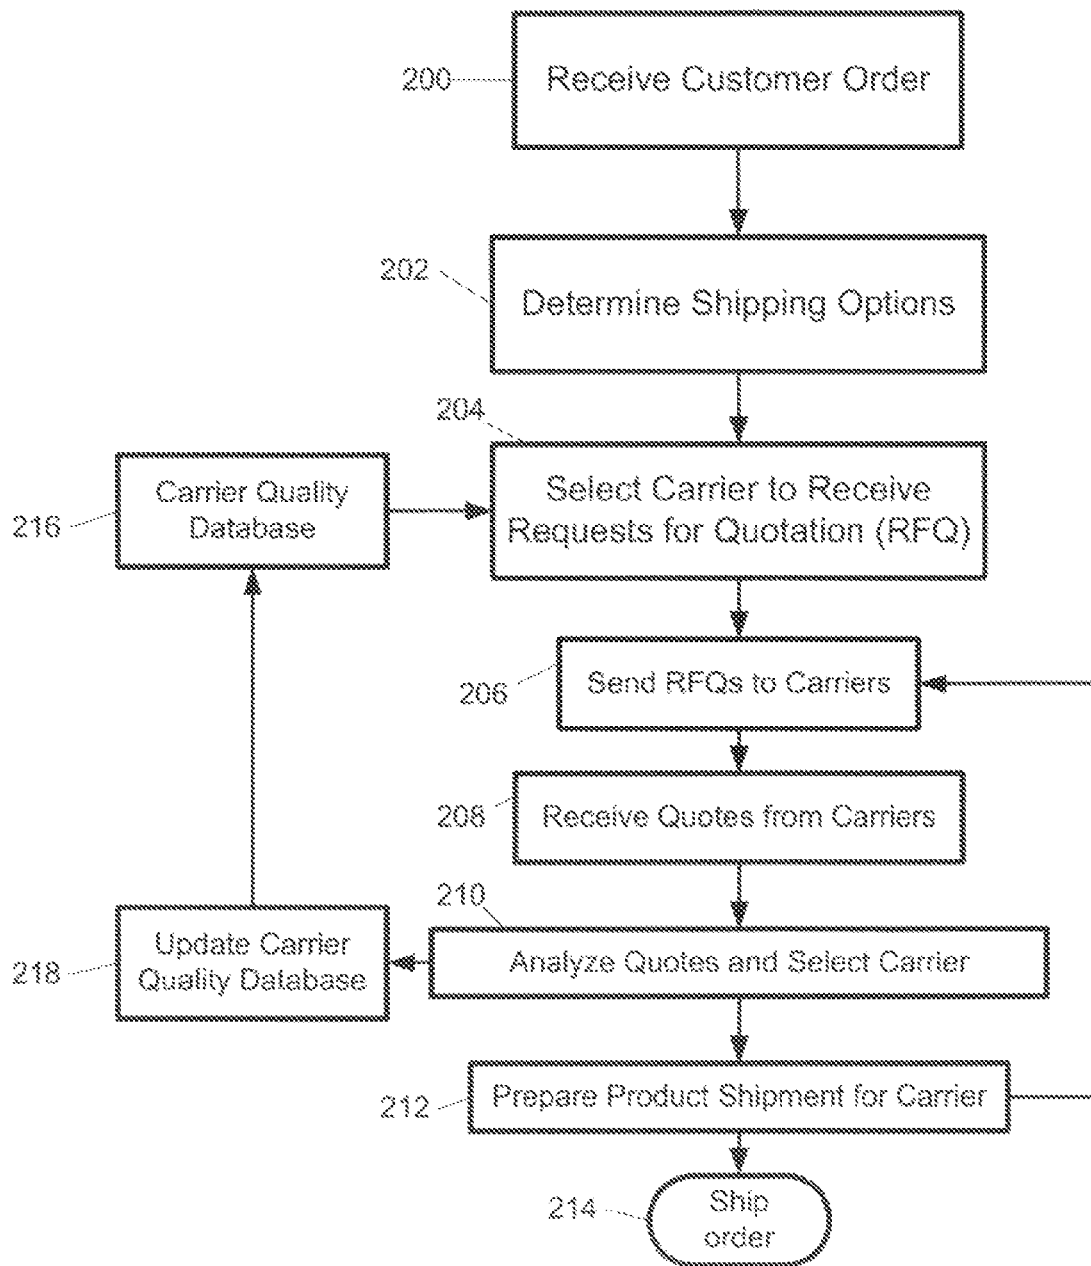 200
Receive Customer Order
202
Determine Shipping Options
204
Select Carrier to Receive
Requests for Quotation (RFQ)
216
Carrier Quality
Database
206
Send RFQs to Carriers
208
Receive Quotes from Carriers
210
Analyze Quotes and Select Carrier
218
Update Carrier
Quality Database
212
Prepare Product Shipment for Carrier
214
Ship
order